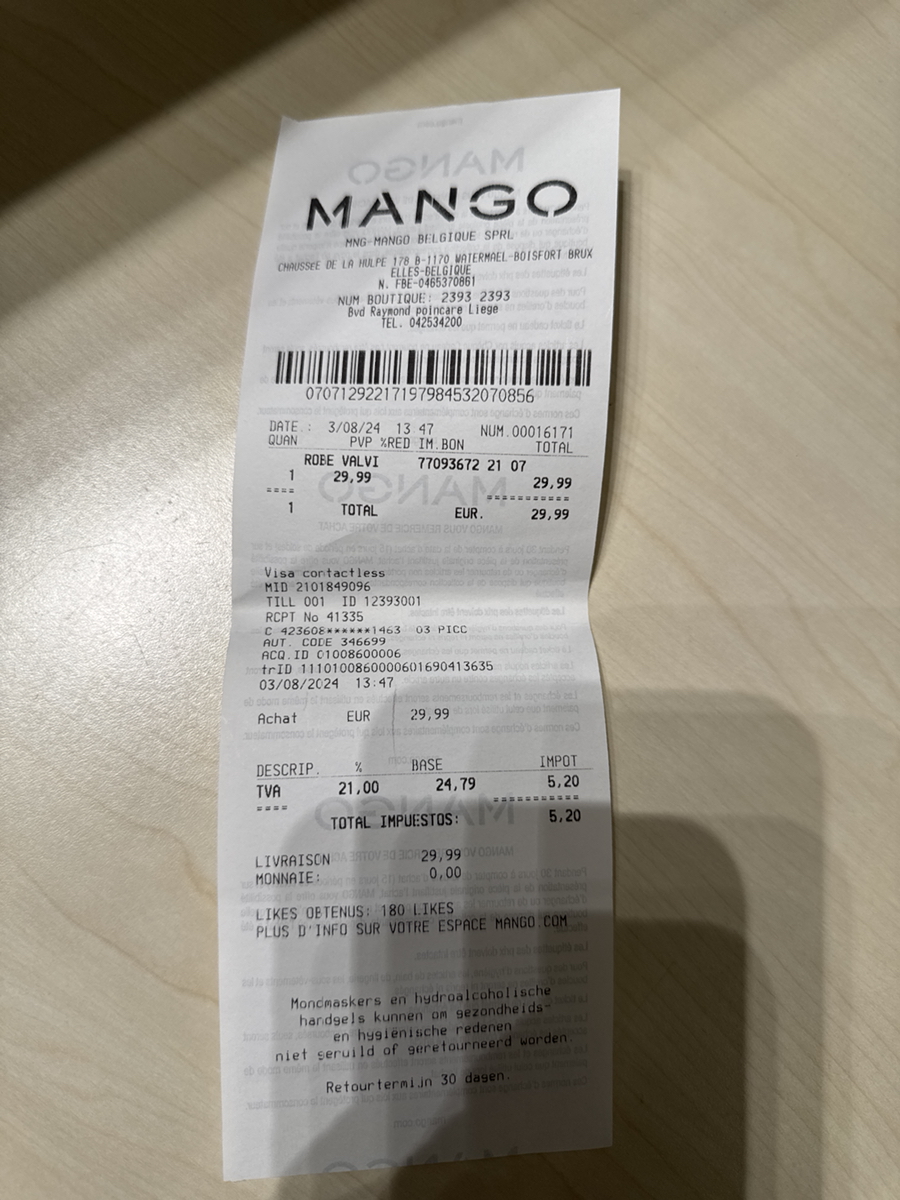 MANGO
MNG-MANGO BELGIQUE SPRL
CHAUSSEE DE LA HULPE 178 B-1170 WATERMAEL-BOISFORT BRUX
ELLES-BELGIQUE
N. FBE-0465370861
NUM BOUTIQUE: 2393 2393
Bvd Raymond poincare Liege
TEL. 042534200
07071292217197984532070856
DATE.: 3/08/24 13 47 NUM.00016171
QUAN PVP %RED IM.BON TOTAL
ROBE VALVI 77093672 21 07
1 29,99 29,99
==== ===========
1 TOTAL EUR. 29,99
Visa contactless
MID 2101849096
TILL 001 ID 12393001
RCPT No 41335
C 423608******1463 03 PICC
AUT. CODE 346699
ACQ.ID 01008600006
trID 1110100860000601690413635
03/08/2024 13:47
Achat EUR 29,99
DESCRIP. % BASE IMPOT
TVA 21,00 24,79 5,20
==== ===========
TOTAL IMPUESTOS: 5,20
LIVRAISON 29,99
MONNAIE: 0,00
LIKES OBTENUS: 180 LIKES
PLUS D'INFO SUR VOTRE ESPACE MANGO.COM
Mondmaskers en hydroalcoholische
handgels kunnen om gezondheids-
en hygiënische redenen
niet geruild of geretourneerd worden.
Retourtermijn 30 dagen.